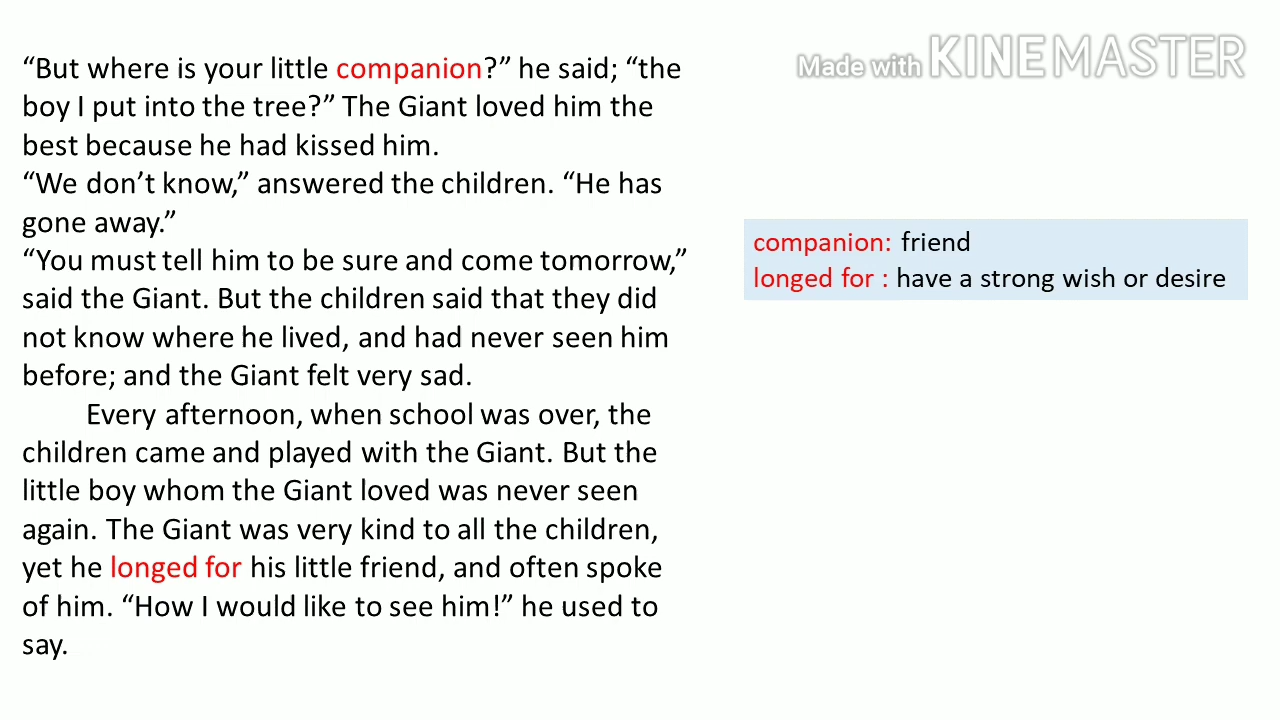 “But where is your little companion?” he said; “the
boy I put into the tree?” The Giant loved him the
best because he had kissed him.
“We don’t know,” answered the children. “He has
gone away.”
“You must tell him to be sure and come tomorrow,”
said the Giant. But the children said that they did
not know where he lived, and had never seen him
before; and the Giant felt very sad.
Every afternoon, when school was over, the
children came and played with the Giant. But the
little boy whom the Giant loved was never seen
again. The Giant was very kind to all the children,
yet he longed for his little friend, and often spoke
of him. “How I would like to see him!” he used to
say.
Made with KINEMASTER
companion: friend
longed for : have a strong wish or desire